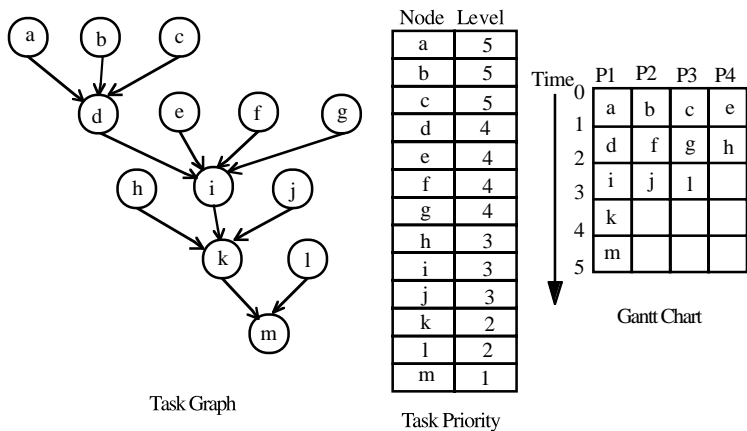 a
b
c
d
e
f
g
h
i
j
k
l
m
Task Graph
Node Level
a 5
b 5
c 5
d 4
e 4
f 4
g 4
h 3
i 3
j 3
k 2
l 2
m 1
Task Priority
Time P1 P2 P3 P4
0
a b c e
1
d f g h
2
i j l
3
k
4
m
5
Gantt Chart